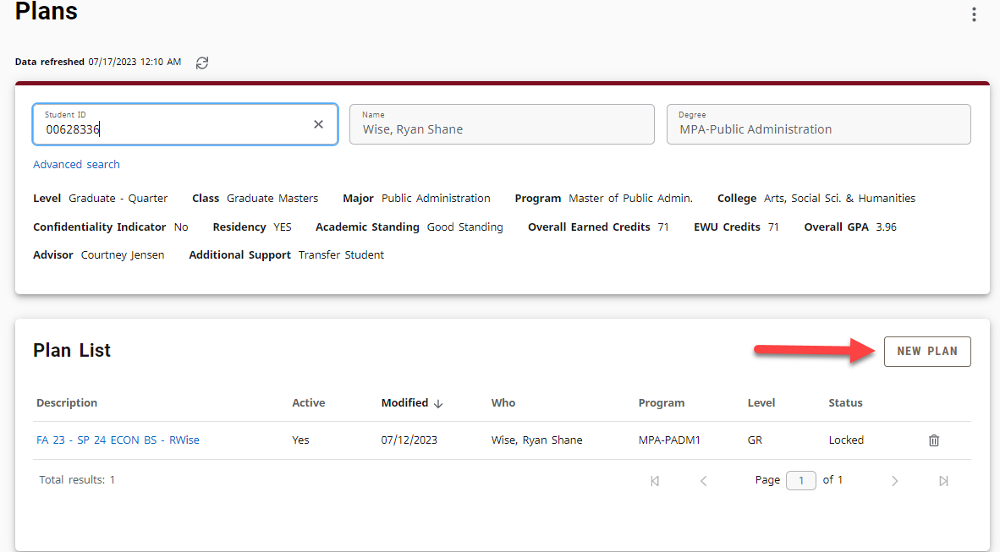 Plans
Data refreshed 07/17/2023 12:10 AM
Student ID
00628336
Name
Wise, Ryan Shane
Degree
MPA-Public Administration
Advanced search
Level Graduate - Quarter Class Graduate Masters Major Public Administration Program Master of Public Admin. College Arts, Social Sci. & Humanities
Confidentiality Indicator No Residency YES Academic Standing Good Standing Overall Earned Credits 71 EWU Credits 71 Overall GPA 3.96
Advisor Courtney Jensen Additional Support Transfer Student
Plan List
NEW PLAN
Description Active Modified Who Program Level Status
FA 23 - SP 24 ECON BS - RWise Yes 07/12/2023 Wise, Ryan Shane MPA-PADM1 GR Locked
Total results: 1 Page 1 of 1